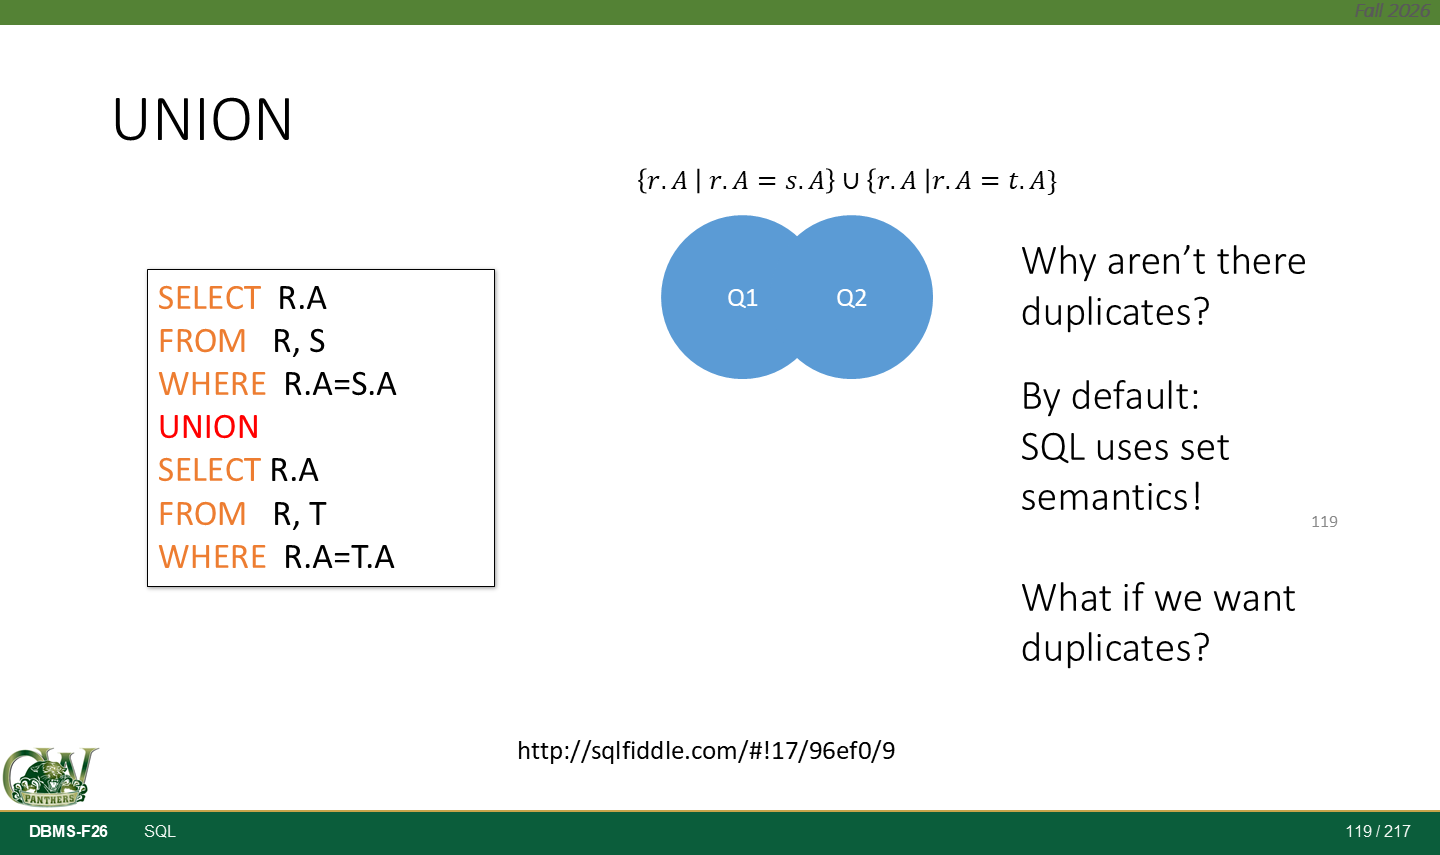 Fall 2026
UNION
{r.A | r.A = s.A} ∪ {r.A |r.A = t.A}
Q1 Q2
SELECT R.A
FROM R, S
WHERE R.A=S.A
UNION
SELECT R.A
FROM R, T
WHERE R.A=T.A
Why aren’t there
duplicates?
By default:
SQL uses set
semantics!
119
What if we want
duplicates?
http://sqlfiddle.com/#!17/96ef0/9
OW
PANTHERS
DBMS-F26 SQL 119 / 217